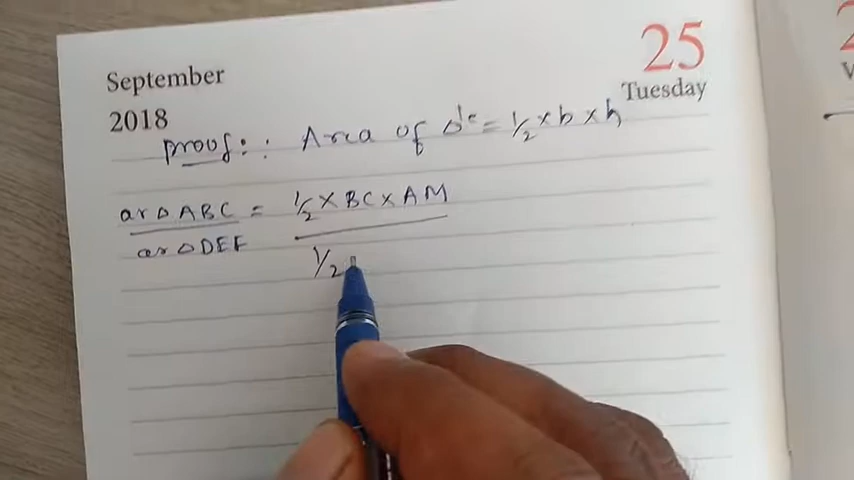 September
2018
25
Tuesday
proof:: Area of Δle = 1/2 × b × h
ar Δ ABC = 1/2 × BC × AM
ar Δ DEF 1/2